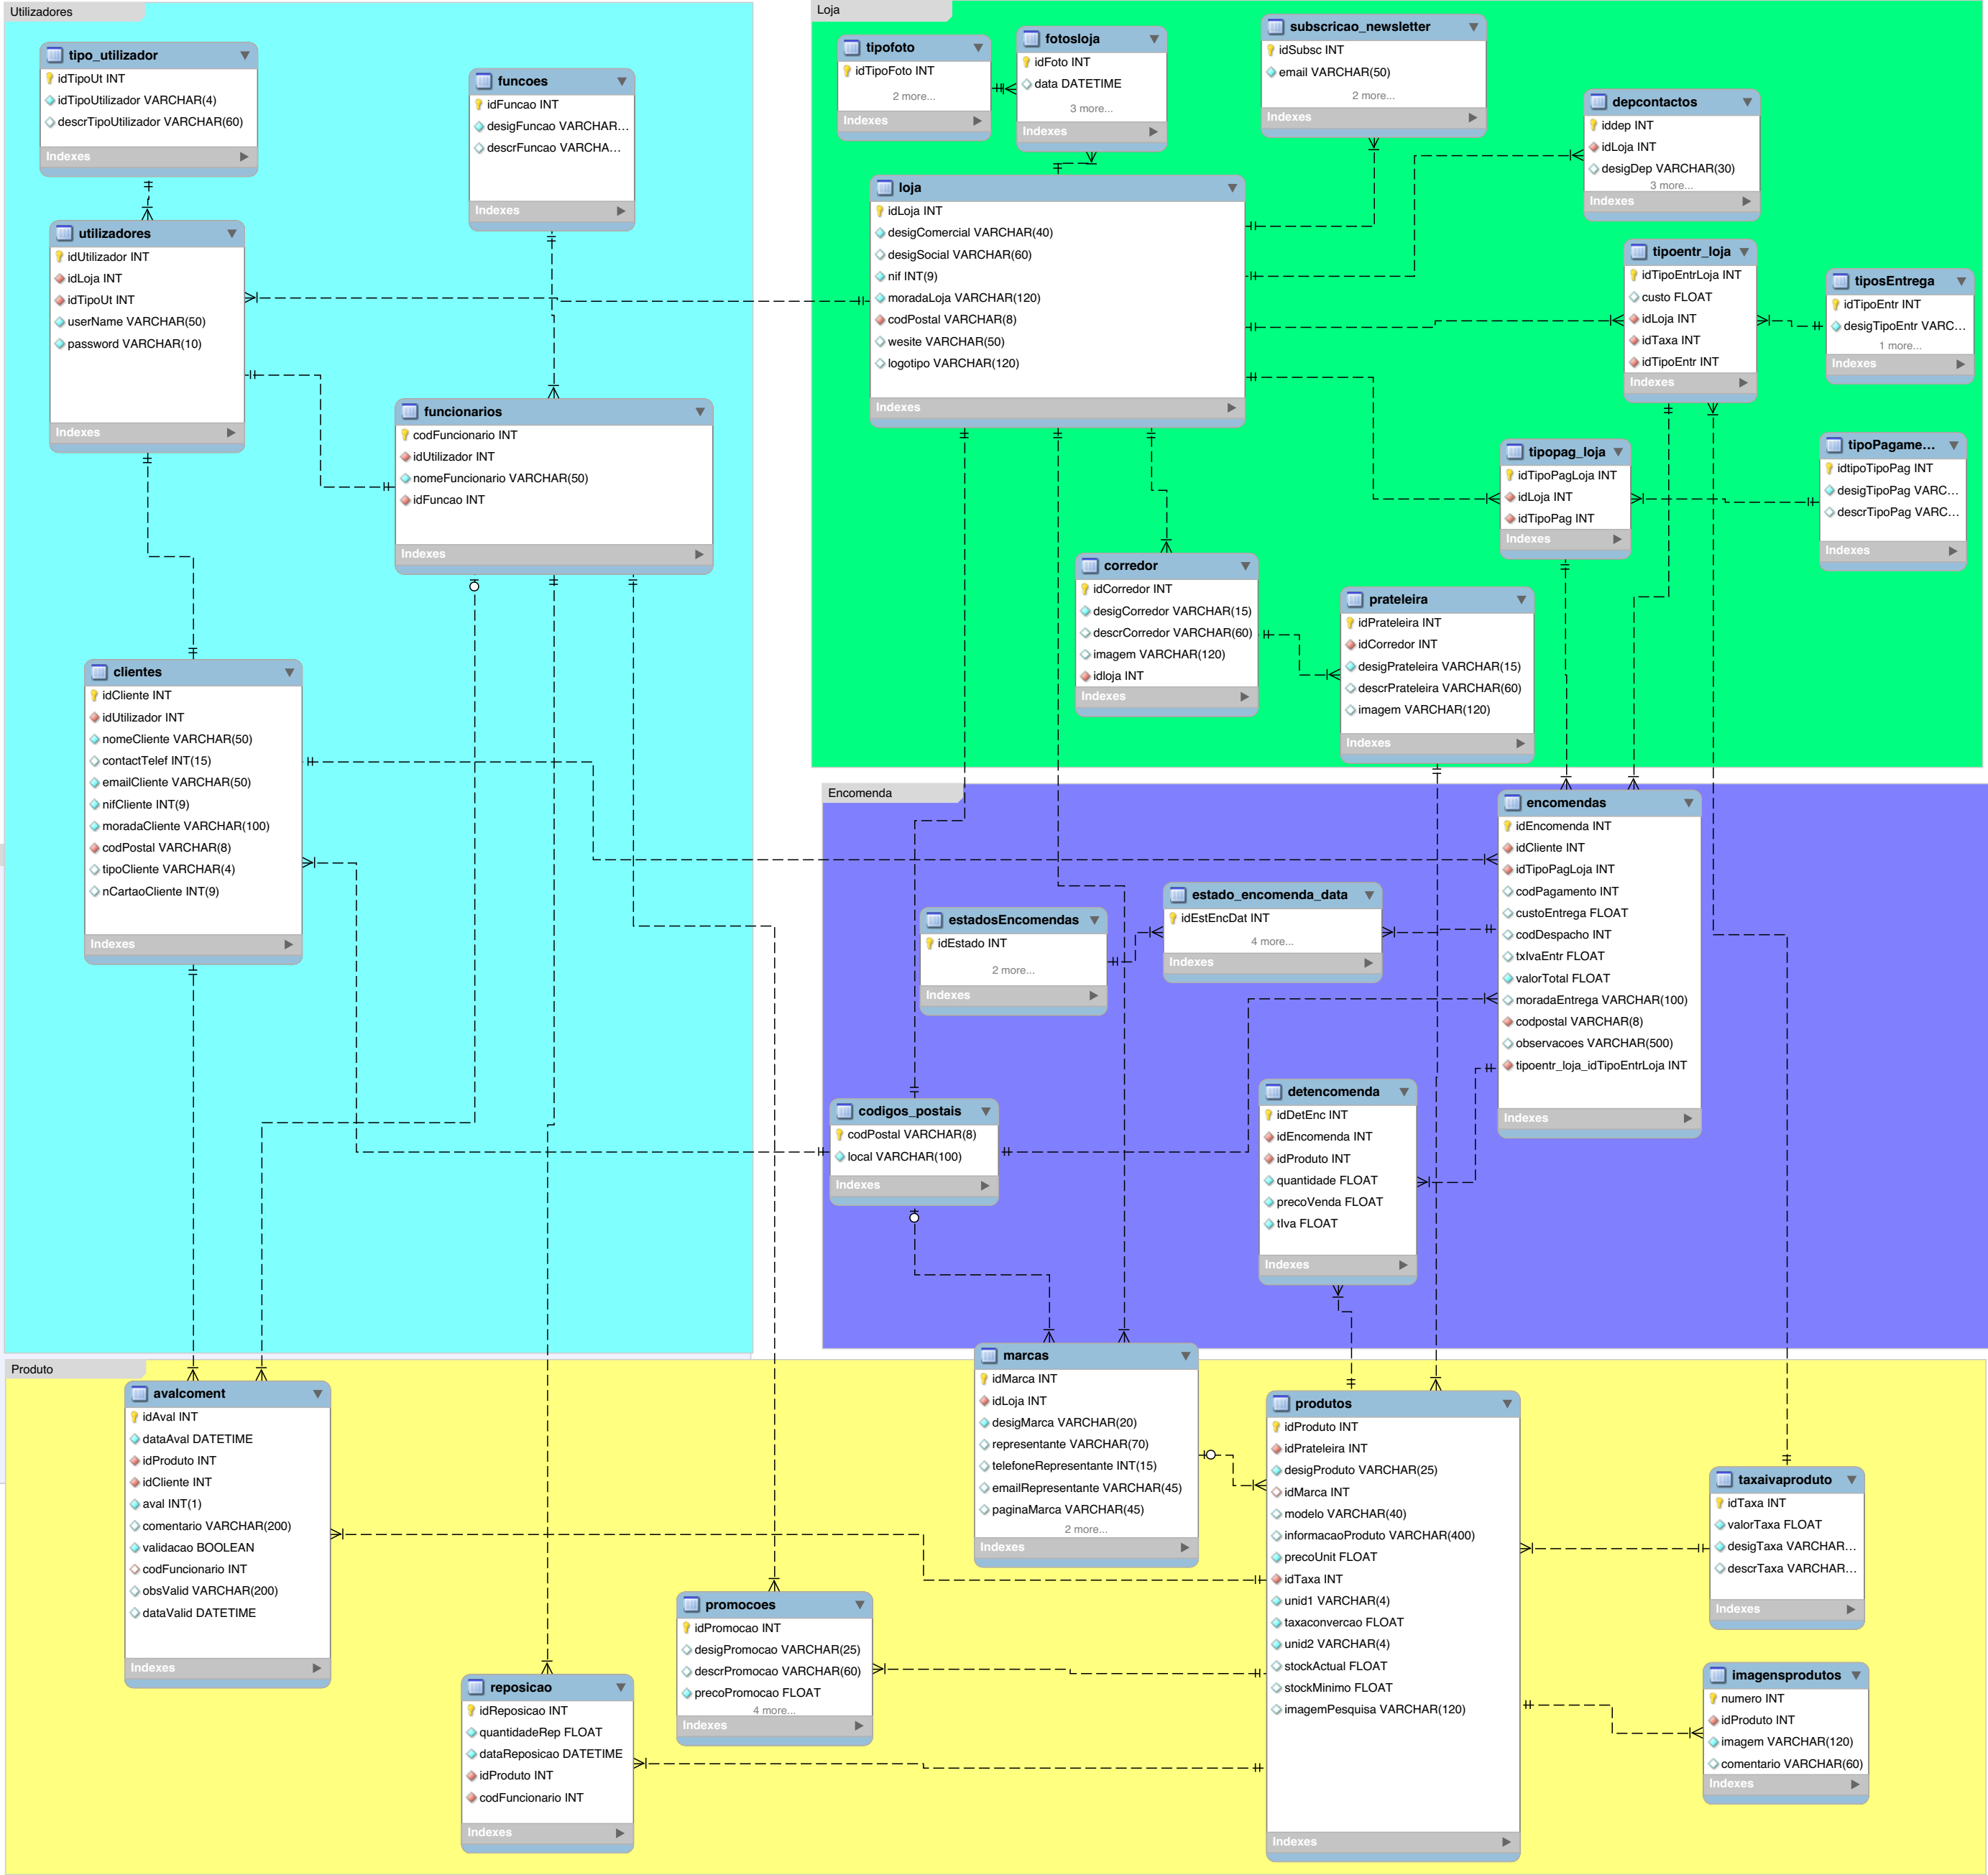 Utilizadores
tipo_utilizador
idTipoUt INT
idTipoUtilizador VARCHAR(4)
descrTipoUtilizador VARCHAR(60)
Indexes
funcoes
idFuncao INT
desigFuncao VARCHAR...
descrFuncao VARCHA...
Indexes
utilizadores
idUtilizador INT
idLoja INT
idTipoUt INT
userName VARCHAR(50)
password VARCHAR(10)
Indexes
funcionarios
codFuncionario INT
idUtilizador INT
nomeFuncionario VARCHAR(50)
idFuncao INT
Indexes
clientes
idCliente INT
idUtilizador INT
nomeCliente VARCHAR(50)
contactTelef INT(15)
emailCliente VARCHAR(50)
nifCliente INT(9)
moradaCliente VARCHAR(100)
codPostal VARCHAR(8)
tipoCliente VARCHAR(4)
nCartaoCliente INT(9)
Indexes
Loja
tipofoto
idTipoFoto INT
2 more...
Indexes
fotosloja
idFoto INT
data DATETIME
3 more...
Indexes
subscricao_newsletter
idSubsc INT
email VARCHAR(50)
2 more...
Indexes
depcontactos
iddep INT
idLoja INT
desigDep VARCHAR(30)
3 more...
Indexes
loja
idLoja INT
desigComercial VARCHAR(40)
desigSocial VARCHAR(60)
nif INT(9)
moradaLoja VARCHAR(120)
codPostal VARCHAR(8)
wesite VARCHAR(50)
logotipo VARCHAR(120)
Indexes
tipoentr_loja
idTipoEntrLoja INT
custo FLOAT
idLoja INT
idTaxa INT
idTipoEntr INT
Indexes
tiposEntrega
idTipoEntr INT
desigTipoEntr VARC...
1 more...
Indexes
tipopag_loja
idTipoPagLoja INT
idLoja INT
idTipoPag INT
Indexes
tipoPagame...
idtipoTipoPag INT
desigTipoPag VARC...
descrTipoPag VARC...
Indexes
corredor
idCorredor INT
desigCorredor VARCHAR(15)
descrCorredor VARCHAR(60)
imagem VARCHAR(120)
idloja INT
Indexes
prateleira
idPrateleira INT
idCorredor INT
desigPrateleira VARCHAR(15)
descrPrateleira VARCHAR(60)
imagem VARCHAR(120)
Indexes
Encomenda
encomendas
idEncomenda INT
idCliente INT
idTipoPagLoja INT
codPagamento INT
custoEntrega FLOAT
codDespacho INT
txIvaEntr FLOAT
valorTotal FLOAT
moradaEntrega VARCHAR(100)
codpostal VARCHAR(8)
observacoes VARCHAR(500)
tipoentr_loja_idTipoEntrLoja INT
Indexes
estadosEncomendas
idEstado INT
2 more...
Indexes
estado_encomenda_data
idEstEncDat INT
4 more...
Indexes
codigos_postais
codPostal VARCHAR(8)
local VARCHAR(100)
Indexes
detencomenda
idDetEnc INT
idEncomenda INT
idProduto INT
quantidade FLOAT
precoVenda FLOAT
tIva FLOAT
Indexes
Produto
avalcoment
idAval INT
dataAval DATETIME
idProduto INT
idCliente INT
aval INT(1)
comentario VARCHAR(200)
validacao BOOLEAN
codFuncionario INT
obsValid VARCHAR(200)
dataValid DATETIME
Indexes
reposicao
idReposicao INT
quantidadeRep FLOAT
dataReposicao DATETIME
idProduto INT
codFuncionario INT
Indexes
promocoes
idPromocao INT
desigPromocao VARCHAR(25)
descrPromocao VARCHAR(60)
precoPromocao FLOAT
4 more...
Indexes
marcas
idMarca INT
idLoja INT
desigMarca VARCHAR(20)
representante VARCHAR(70)
telefoneRepresentante INT(15)
emailRepresentante VARCHAR(45)
paginaMarca VARCHAR(45)
2 more...
Indexes
produtos
idProduto INT
idPrateleira INT
desigProduto VARCHAR(25)
idMarca INT
modelo VARCHAR(40)
informacaoProduto VARCHAR(400)
precoUnit FLOAT
idTaxa INT
unid1 VARCHAR(4)
taxaconvercao FLOAT
unid2 VARCHAR(4)
stockActual FLOAT
stockMinimo FLOAT
imagemPesquisa VARCHAR(120)
Indexes
taxaivaproduto
idTaxa INT
valorTaxa FLOAT
desigTaxa VARCHAR...
descrTaxa VARCHAR...
Indexes
imagensprodutos
numero INT
idProduto INT
imagem VARCHAR(120)
comentario VARCHAR(60)
Indexes